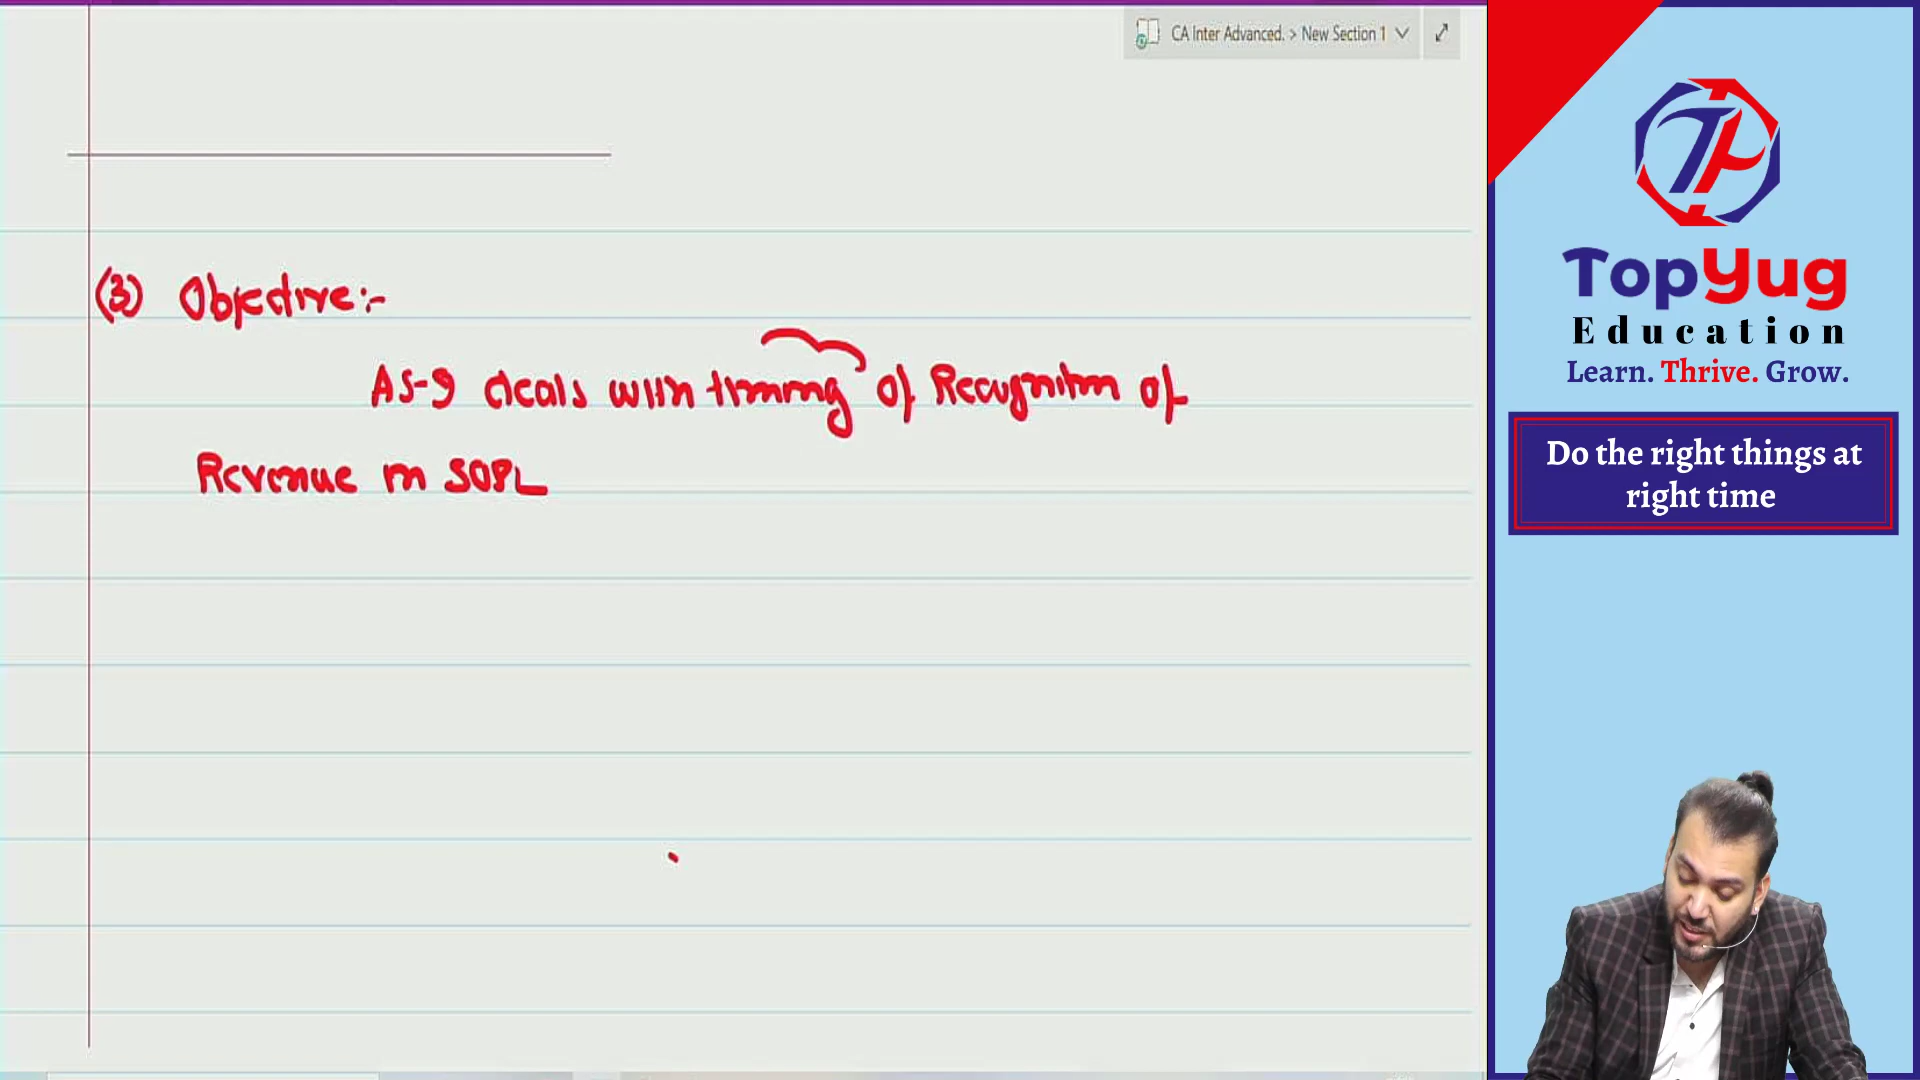 CA Inter Advanced. > New Section 1
(3) Objective:-
AS-9 deals with timing of Recognition of
Revenue in SOPL
TopYug
Education
Learn. Thrive. Grow.
Do the right things at
right time